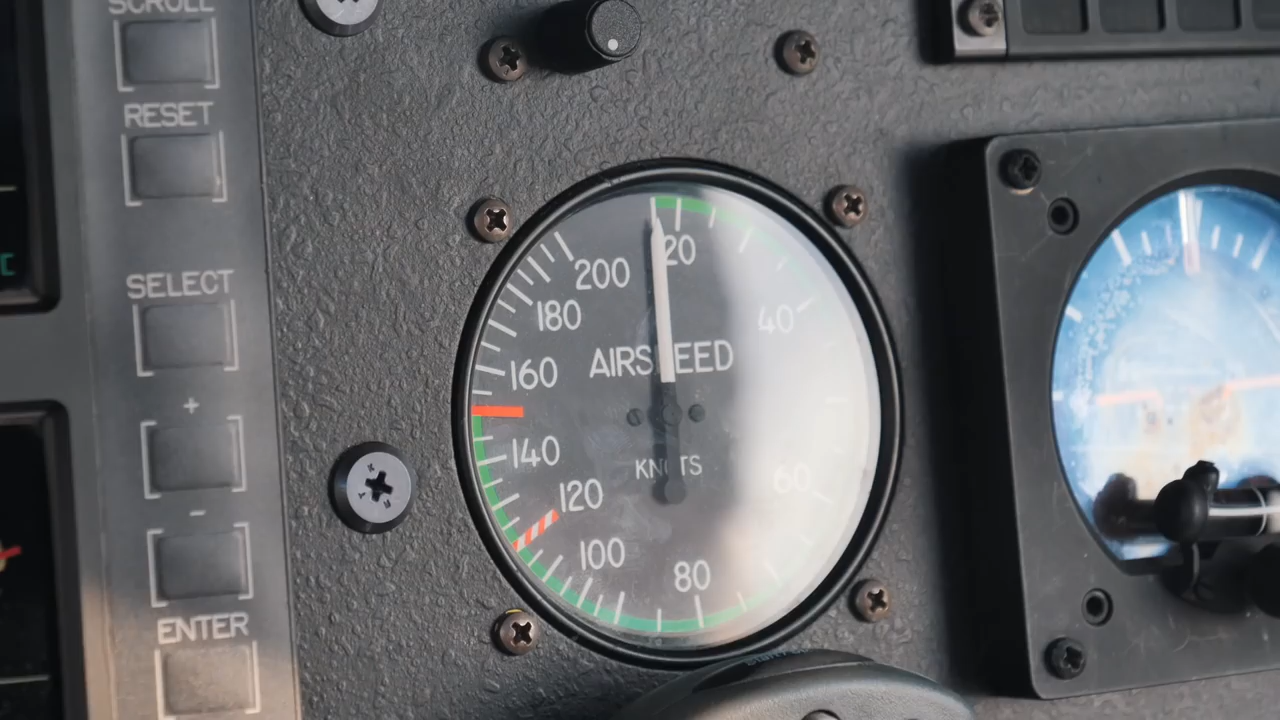 SCROLL
RESET
SELECT
+
-
ENTER
C
20
40
60
80
100
120
140
160
180
200
AIRSPEED
KNOTS